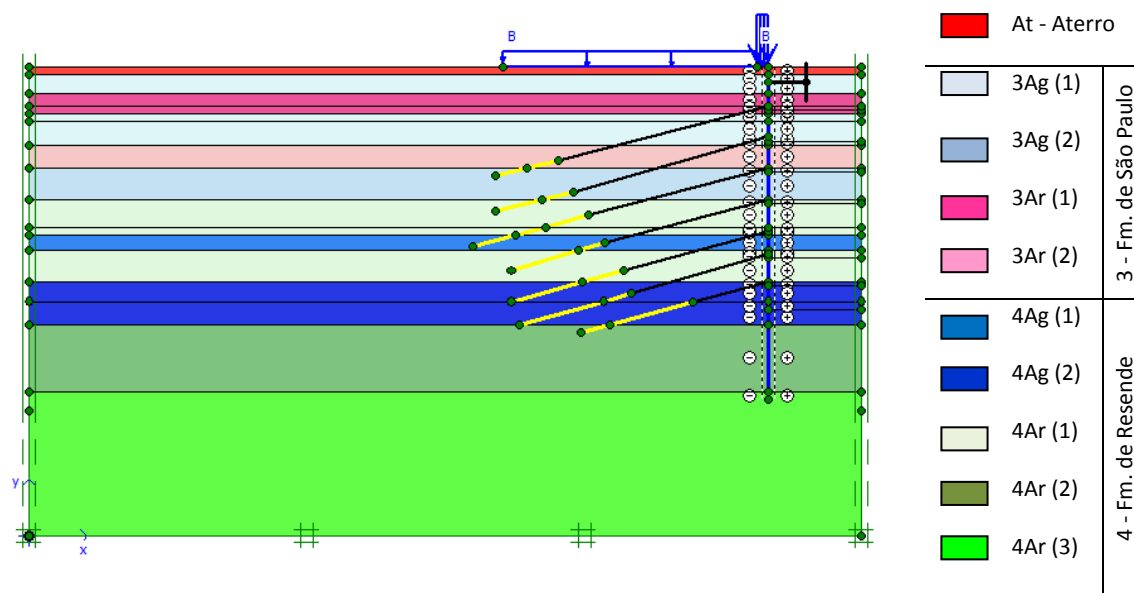 B
B
y
x
At - Aterro
3Ag (1)
3Ag (2)
3Ar (1)
3Ar (2)
3 - Fm. de São Paulo
4Ag (1)
4Ag (2)
4Ar (1)
4Ar (2)
4Ar (3)
4 - Fm. de Resende